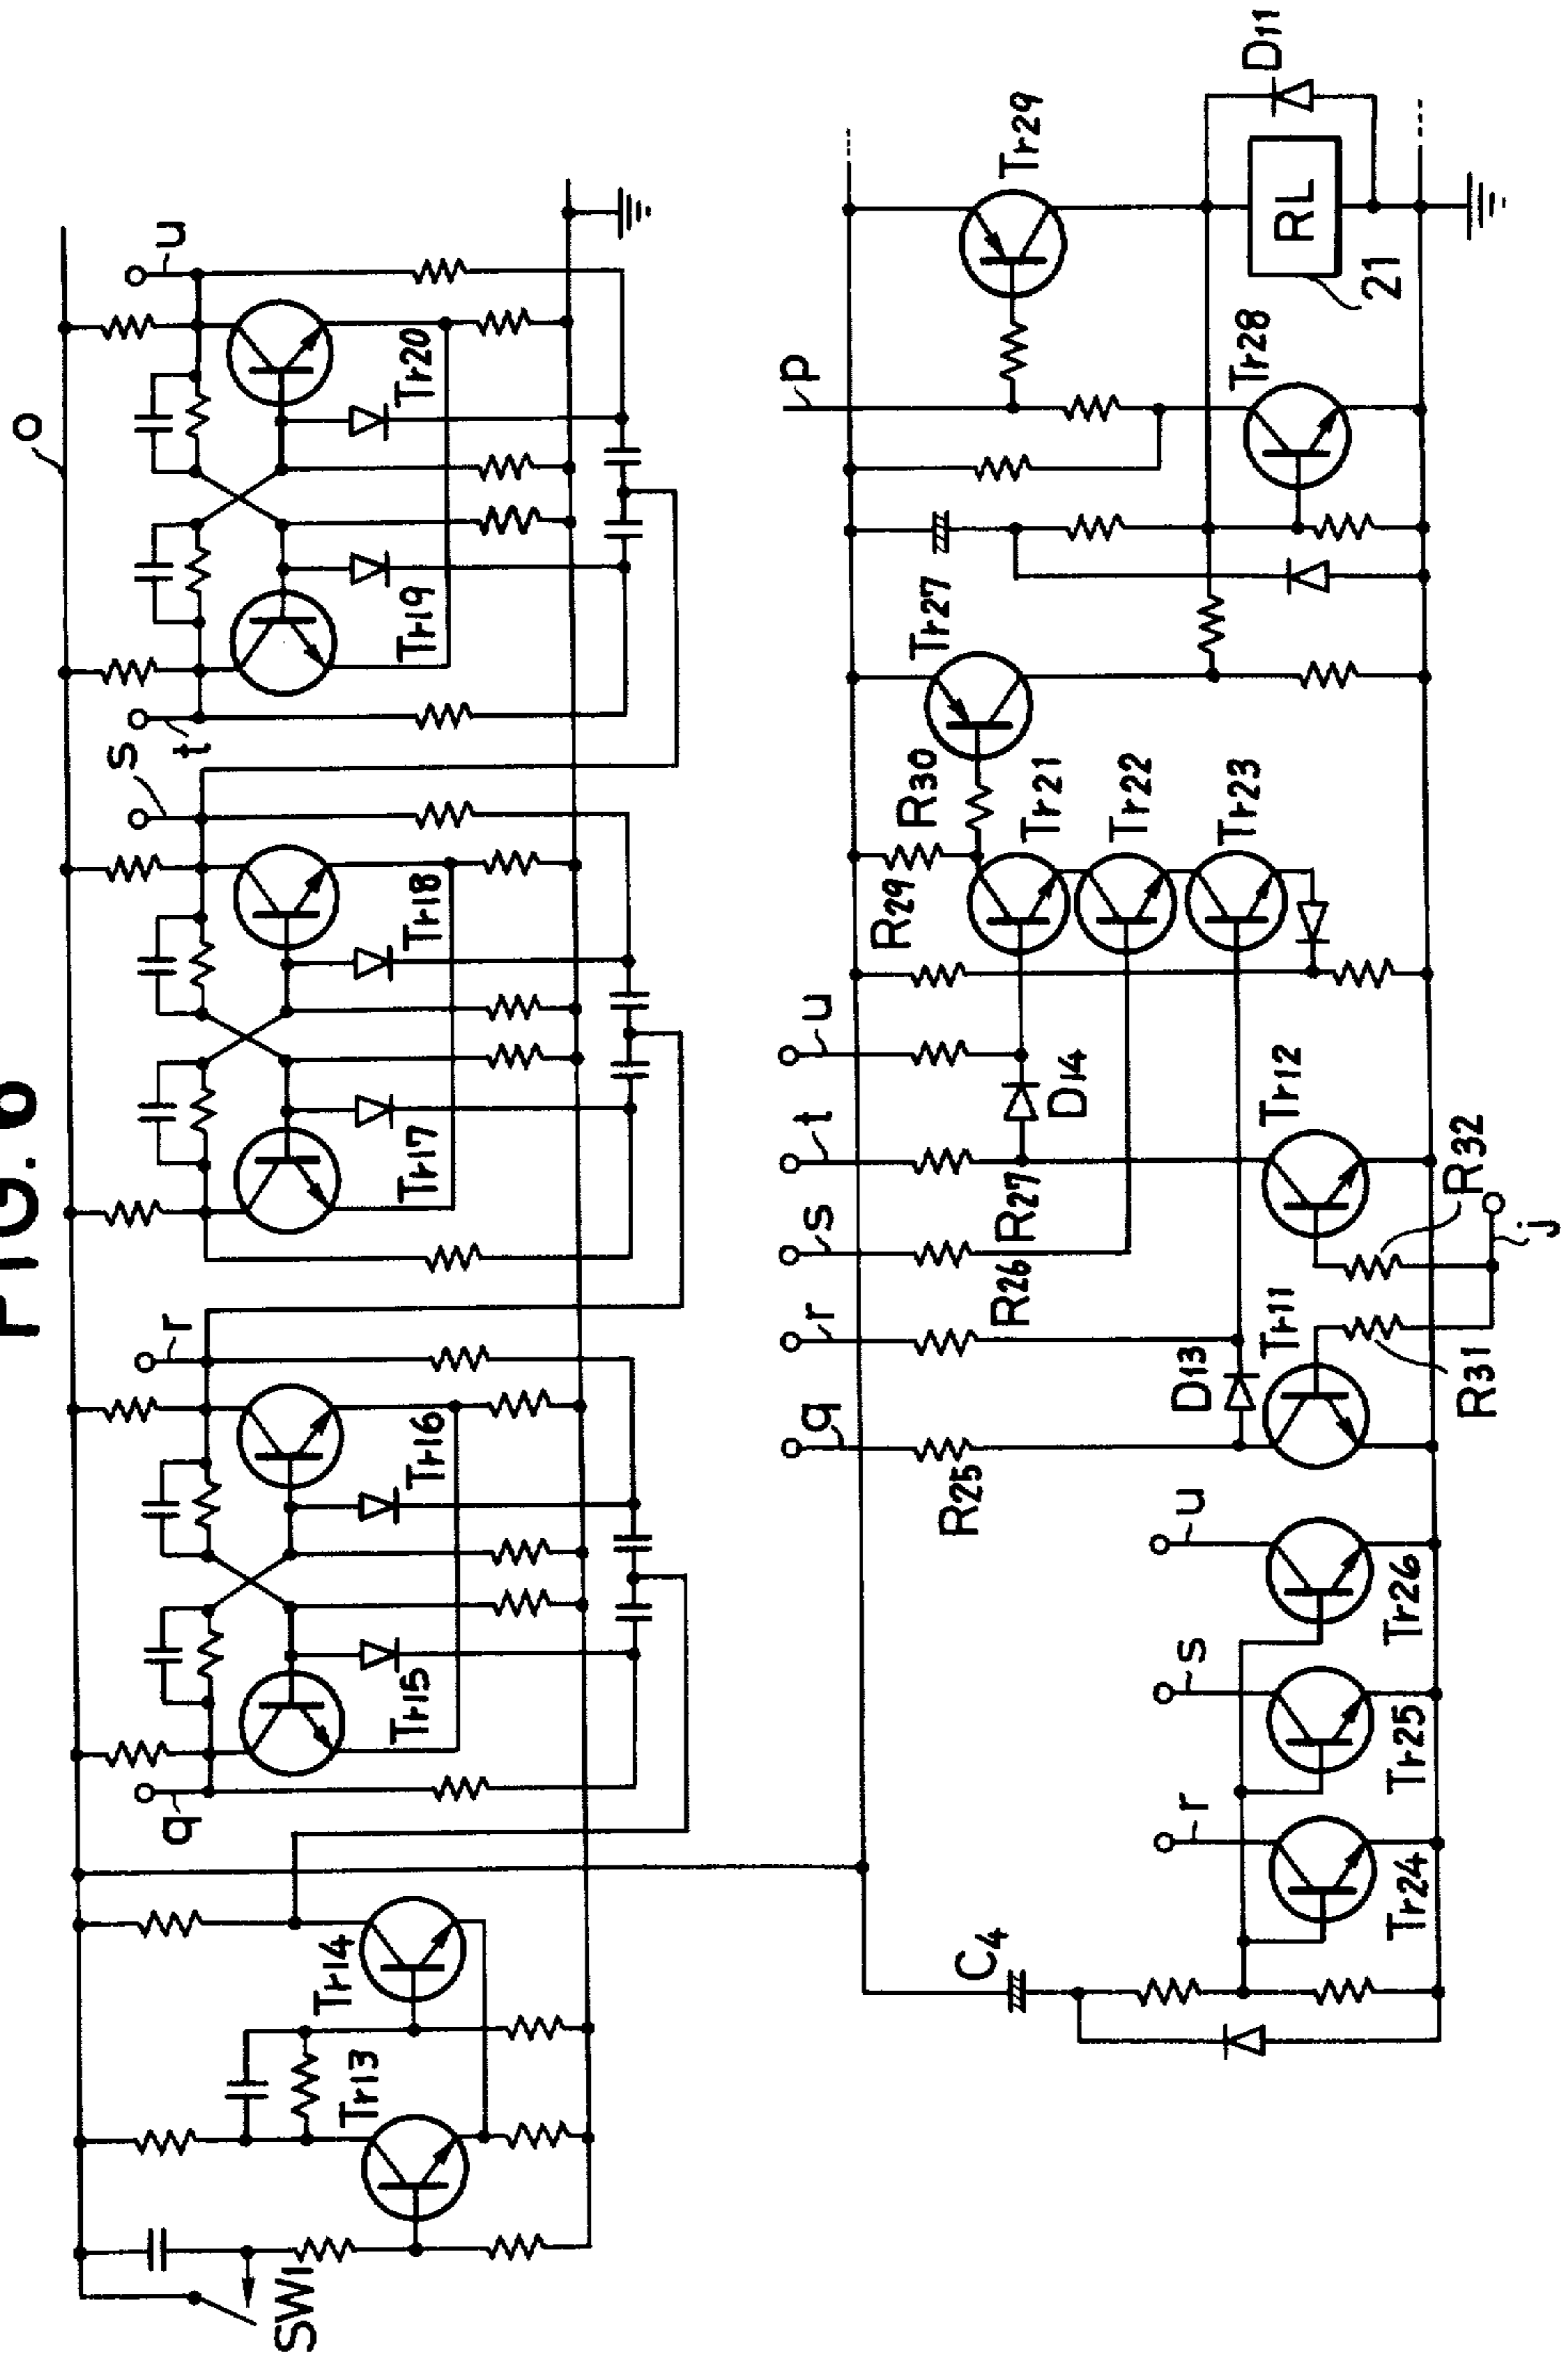 FIG. 6
o
u
t
s
r
q
Tr20
Tr19
Tr18
Tr17
Tr16
Tr15
Tr14
Tr13
SW1
p
Tr29
D11
RL
21
Tr28
Tr27
R30
R29
Tr21
Tr22
Tr23
u
t
s
r
q
D14
R27
R26
R25
D13
Tr12
Tr11
R32
R31
j
u
s
r
Tr26
Tr25
Tr24
C4